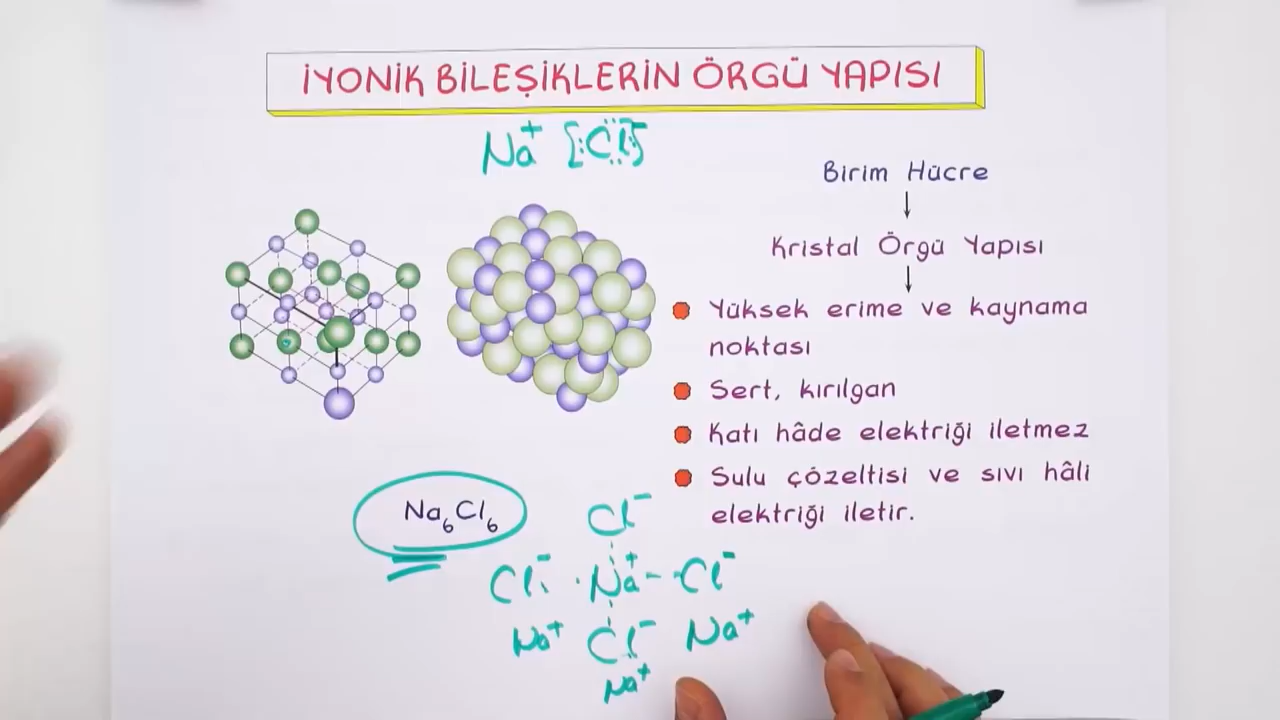 İYONİK BİLEŞİKLERİN ÖRGÜ YAPISI
Na⁺ [:C̈l̤:]⁻
Birim Hücre
↓
Kristal Örgü Yapısı
↓
Yüksek erime ve kaynama
noktası
Sert, kırılgan
Katı hâde elektriği iletmez
Sulu çözeltisi ve sıvı hâli
elektriği iletir.
Na₆Cl₆
Cl⁻
Cl⁻ Na⁺ Cl⁻
Na⁺ Cl⁻ Na⁺
Na⁺